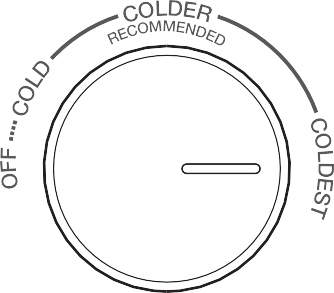 OFF .... COLD
COLDER
RECOMMENDED
COLDEST